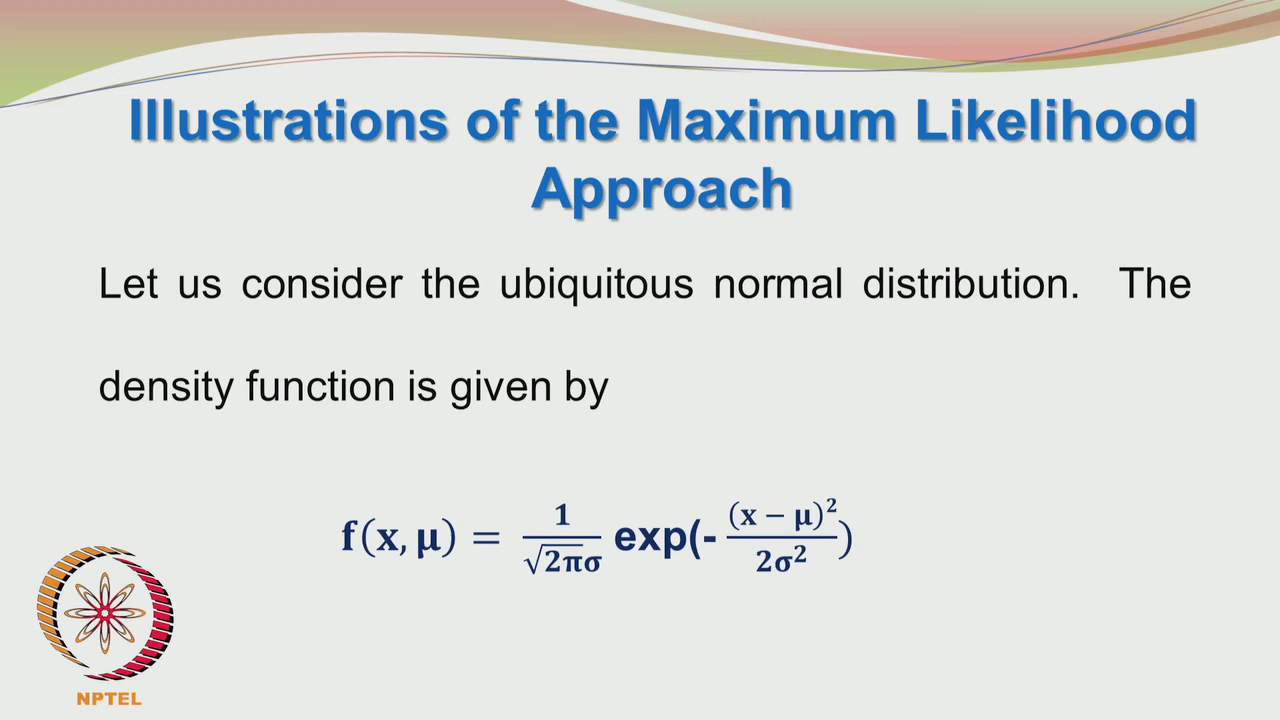 Illustrations of the Maximum Likelihood
Approach
Let us consider the ubiquitous normal distribution. The
density function is given by
f(x, μ) = 1/(√2π σ) exp(- (x − μ)²/2σ²)
NPTEL